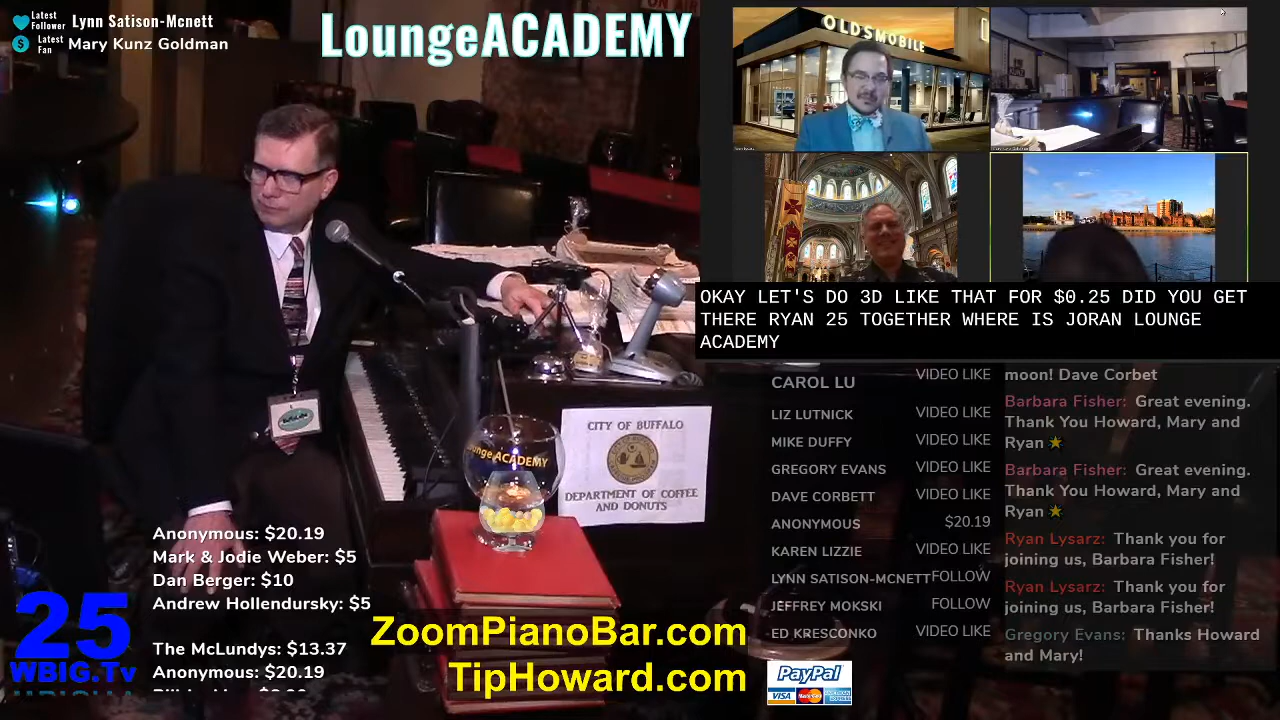 Latest
Follower
Lynn Satison-Mcnett
Latest
Fan
Mary Kunz Goldman
LoungeACADEMY
ON AIR
OLDSMOBILE
OKAY LET'S DO 3D LIKE THAT FOR $0.25 DID YOU GET
THERE RYAN 25 TOGETHER WHERE IS JORAN LOUNGE
ACADEMY
CAROL LU VIDEO LIKE
LIZ LUTNICK VIDEO LIKE
MIKE DUFFY VIDEO LIKE
GREGORY EVANS VIDEO LIKE
DAVE CORBETT VIDEO LIKE
ANONYMOUS $20.19
KAREN LIZZIE VIDEO LIKE
LYNN SATISON-MCNETT FOLLOW
JEFFREY MOKSKI FOLLOW
ED KRESCONKO VIDEO LIKE
moon! Dave Corbet
Barbara Fisher: Great evening.
Thank You Howard, Mary and
Ryan
Barbara Fisher: Great evening.
Thank You Howard, Mary and
Ryan
Ryan Lysarz: Thank you for
joining us, Barbara Fisher!
Ryan Lysarz: Thank you for
joining us, Barbara Fisher!
Gregory Evans: Thanks Howard
and Mary!
CITY OF BUFFALO
DEPARTMENT OF COFFEE
AND DONUTS
LoungeACADEMY
Anonymous: $20.19
Mark & Jodie Weber: $5
Dan Berger: $10
Andrew Hollendursky: $5
The McLundys: $13.37
Anonymous: $20.19
25
WBIG.Tv
ZoomPianoBar.com
TipHoward.com
PayPal
VISA
MasterCard